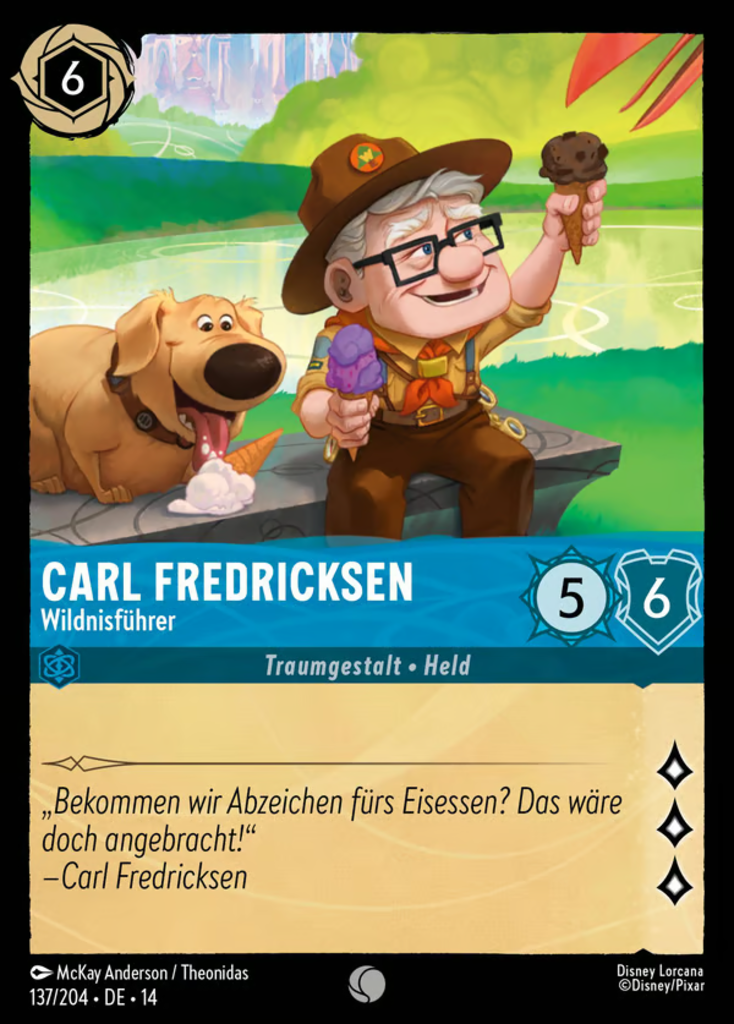 6
CARL FREDRICKSEN
Wildnisführer
5
6
Traumgestalt • Held
„Bekommen wir Abzeichen fürs Eisessen? Das wäre
doch angebracht!“
–Carl Fredricksen
McKay Anderson / Theonidas
137/204 • DE • 14
Disney Lorcana
©Disney/Pixar